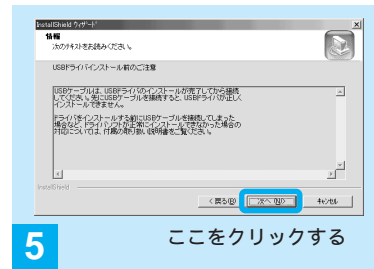 InstallShield ウィザード
情報
次のテキストをお読みください。
USBドライバインストール前のご注意
USBケーブルは、USBドライバのインストールが完了してから接続
してください。先にUSBケーブルを接続すると、USBドライバが正しく
インストールできません。
ドライバをインストールする前にUSBケーブルを接続してしまった
場合など、ドライバソフトが正常にインストールできなかった場合の
対応については、付属の取り扱い説明書をご覧ください。
InstallShield
< 戻る(B)
次へ(N)>
キャンセル
5
ここをクリックする